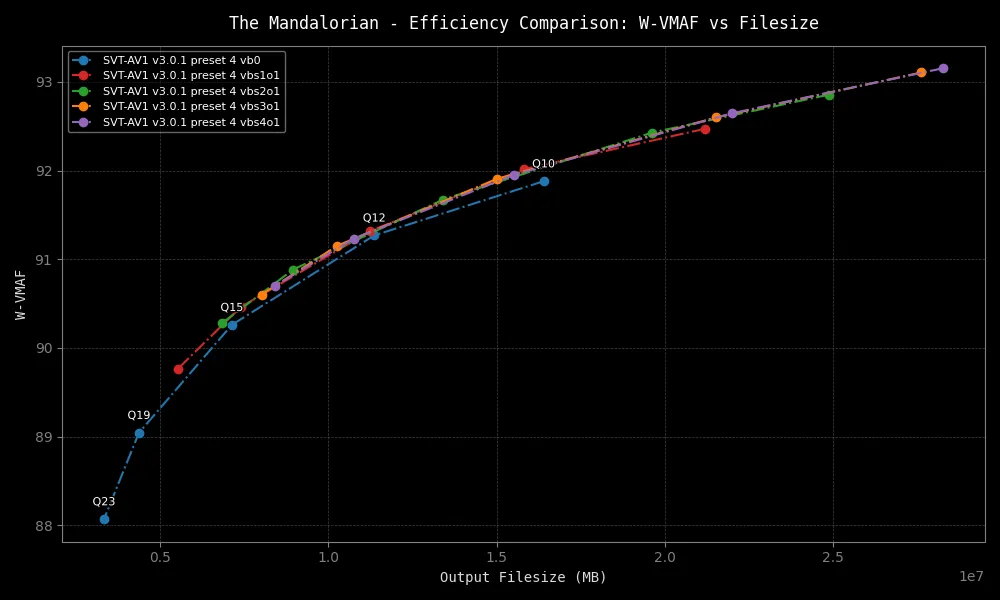 The Mandalorian - Efficiency Comparison: W-VMAF vs Filesize
SVT-AV1 v3.0.1 preset 4 vb0
SVT-AV1 v3.0.1 preset 4 vbs1o1
SVT-AV1 v3.0.1 preset 4 vbs2o1
SVT-AV1 v3.0.1 preset 4 vbs3o1
SVT-AV1 v3.0.1 preset 4 vbs4o1
93
92
91
90
89
88
W-VMAF
Q10
Q12
Q15
Q19
Q23
0.5
1.0
1.5
2.0
2.5
1e7
Output Filesize (MB)